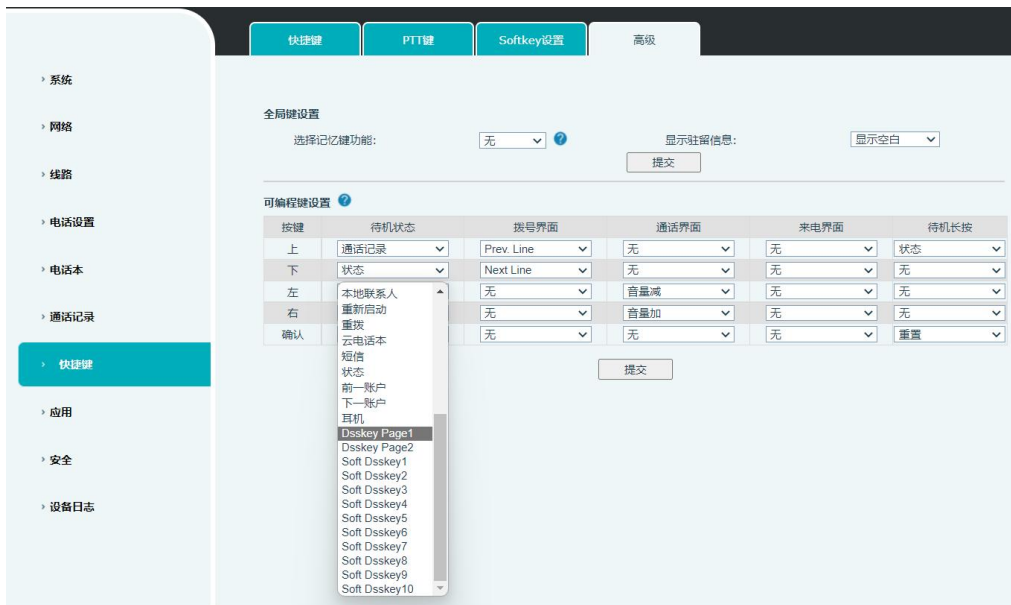 快捷键 PTT键 Softkey设置 高级
系统
网络
线路
电话设置
电话本
通话记录
快捷键
应用
安全
设备日志
全局键设置
选择记忆键功能: 无 显示驻留信息: 显示空白
提交
可编程键设置
按键 待机状态 拨号界面 通话界面 来电界面 待机长按
上 通话记录 Prev. Line 无 无 状态
下 状态 Next Line 无 无 无
左 无 音量减 无 无
右 无 音量加 无 无
确认 无 无 无 重置
本地联系人
重新启动
重拨
云电话本
短信
状态
前一账户
下一账户
耳机
Dsskey Page1
Dsskey Page2
Soft Dsskey1
Soft Dsskey2
Soft Dsskey3
Soft Dsskey4
Soft Dsskey5
Soft Dsskey6
Soft Dsskey7
Soft Dsskey8
Soft Dsskey9
Soft Dsskey10
提交